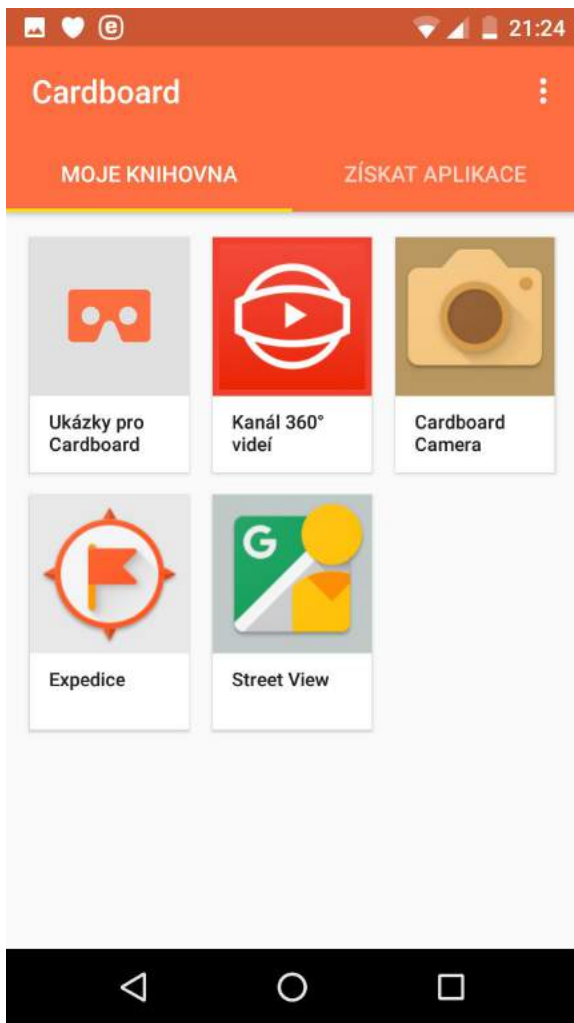 21:24
Cardboard
MOJE KNIHOVNA
ZÍSKAT APLIKACE
Ukázky pro
Cardboard
Kanál 360°
videí
Cardboard
Camera
G
Expedice
Street View